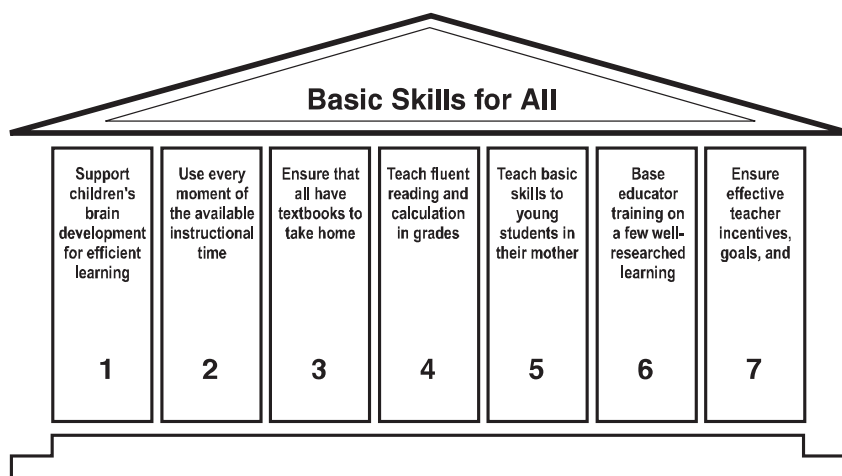 Basic Skills for All
Support
children's
brain
development
for efficient
learning
1
Use every
moment of
the available
instructional
time
2
Ensure that
all have
textbooks to
take home
3
Teach fluent
reading and
calculation
in grades
4
Teach basic
skills to
young
students in
their mother
5
Base
educator
training on
a few well-
researched
learning
6
Ensure
effective
teacher
incentives,
goals, and
7